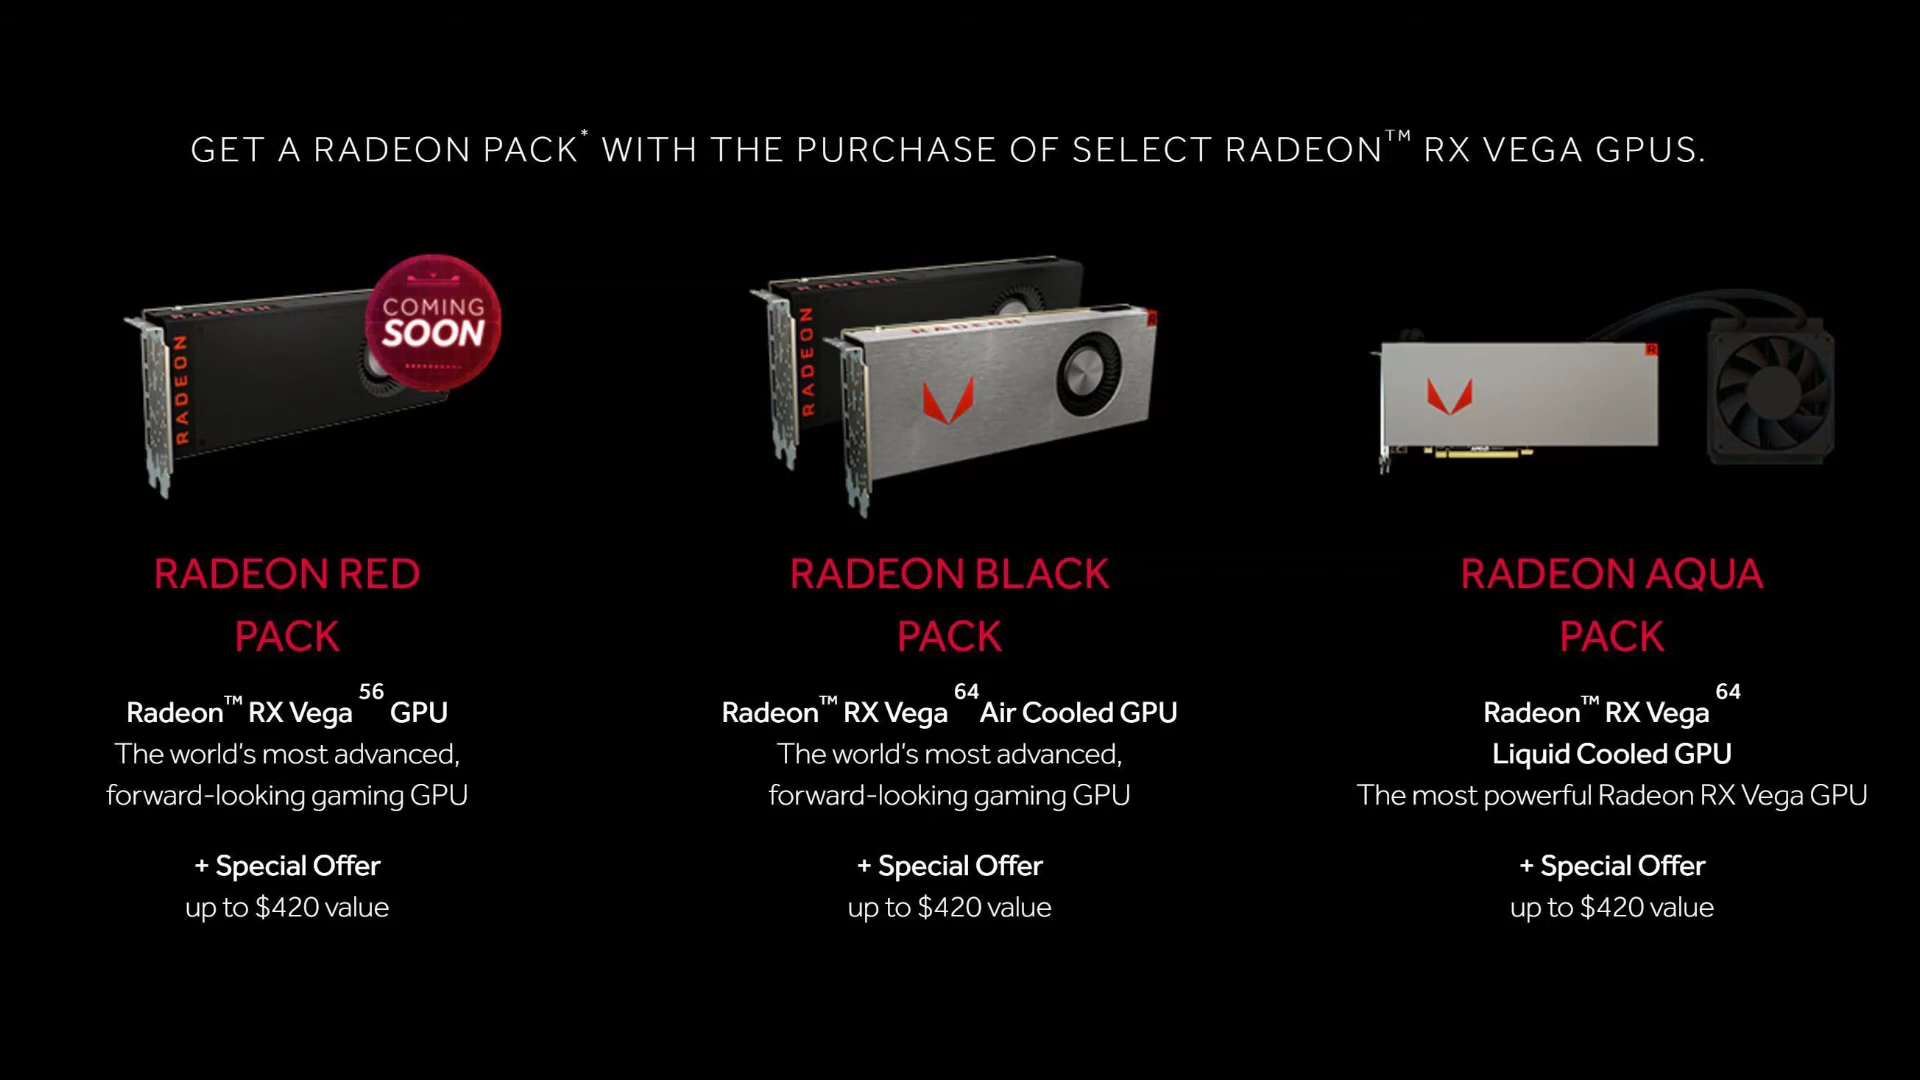 GET A RADEON PACK* WITH THE PURCHASE OF SELECT RADEON™ RX VEGA GPUS.
RADEON
RADEON
COMING
SOON
RADEON
RADEON
RADEON
RADEON RED
PACK
Radeon™ RX Vega 56 GPU
The world's most advanced,
forward-looking gaming GPU
+ Special Offer
up to $420 value
RADEON BLACK
PACK
Radeon™ RX Vega 64 Air Cooled GPU
The world's most advanced,
forward-looking gaming GPU
+ Special Offer
up to $420 value
RADEON AQUA
PACK
Radeon™ RX Vega 64
Liquid Cooled GPU
The most powerful Radeon RX Vega GPU
+ Special Offer
up to $420 value